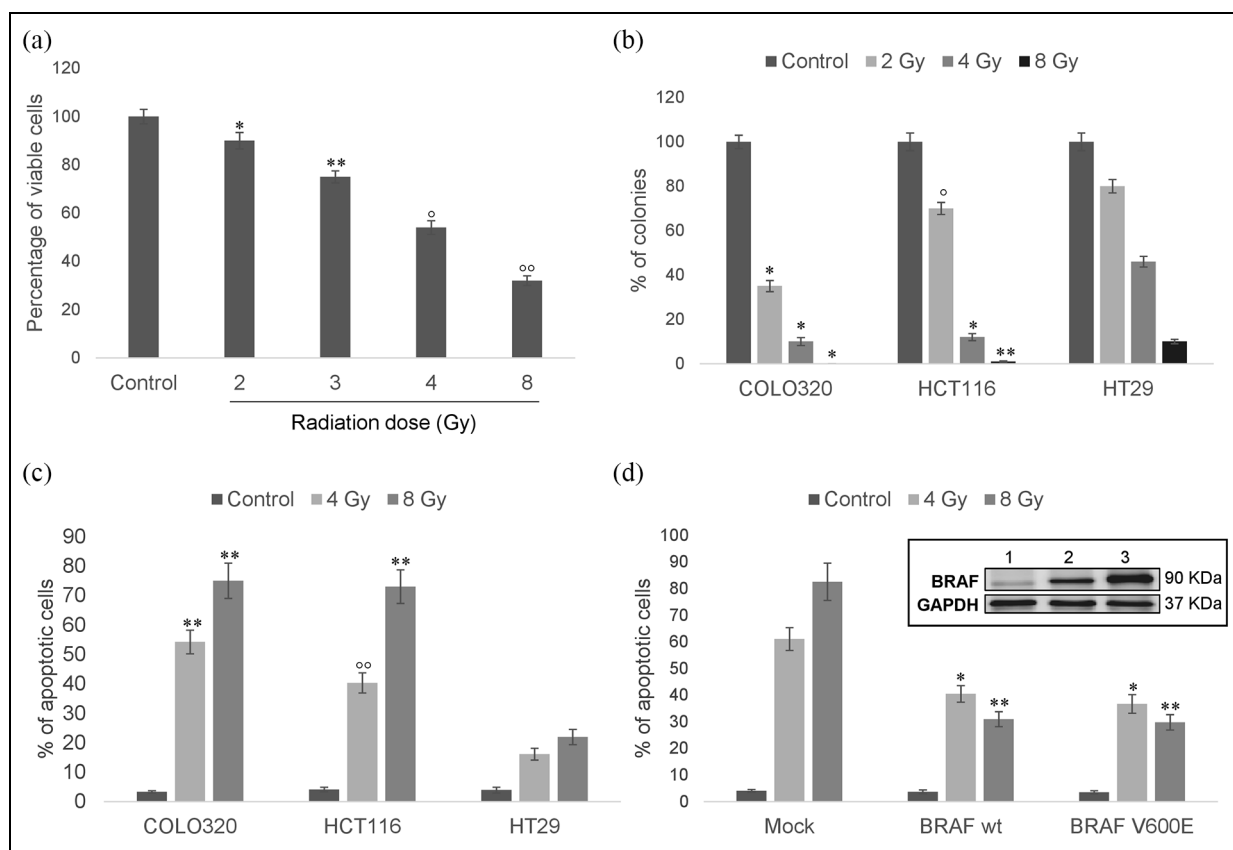 (a)
120
100
80
60
40
20
0
Percentage of viable cells
*
**
○
○○
Control 2 3 4 8
Radiation dose (Gy)
(b)
Control 2 Gy 4 Gy 8 Gy
120
100
80
60
40
20
0
% of colonies
*
*
*
○
*
**
COLO320 HCT116 HT29
(c)
Control 4 Gy 8 Gy
90
80
70
60
50
40
30
20
10
0
% of apoptotic cells
**
**
○○
**
COLO320 HCT116 HT29
(d)
Control 4 Gy 8 Gy
100
90
80
70
60
50
40
30
20
10
0
% of apoptotic cells
1 2 3
BRAF 90 KDa
GAPDH 37 KDa
*
**
*
**
Mock BRAF wt BRAF V600E